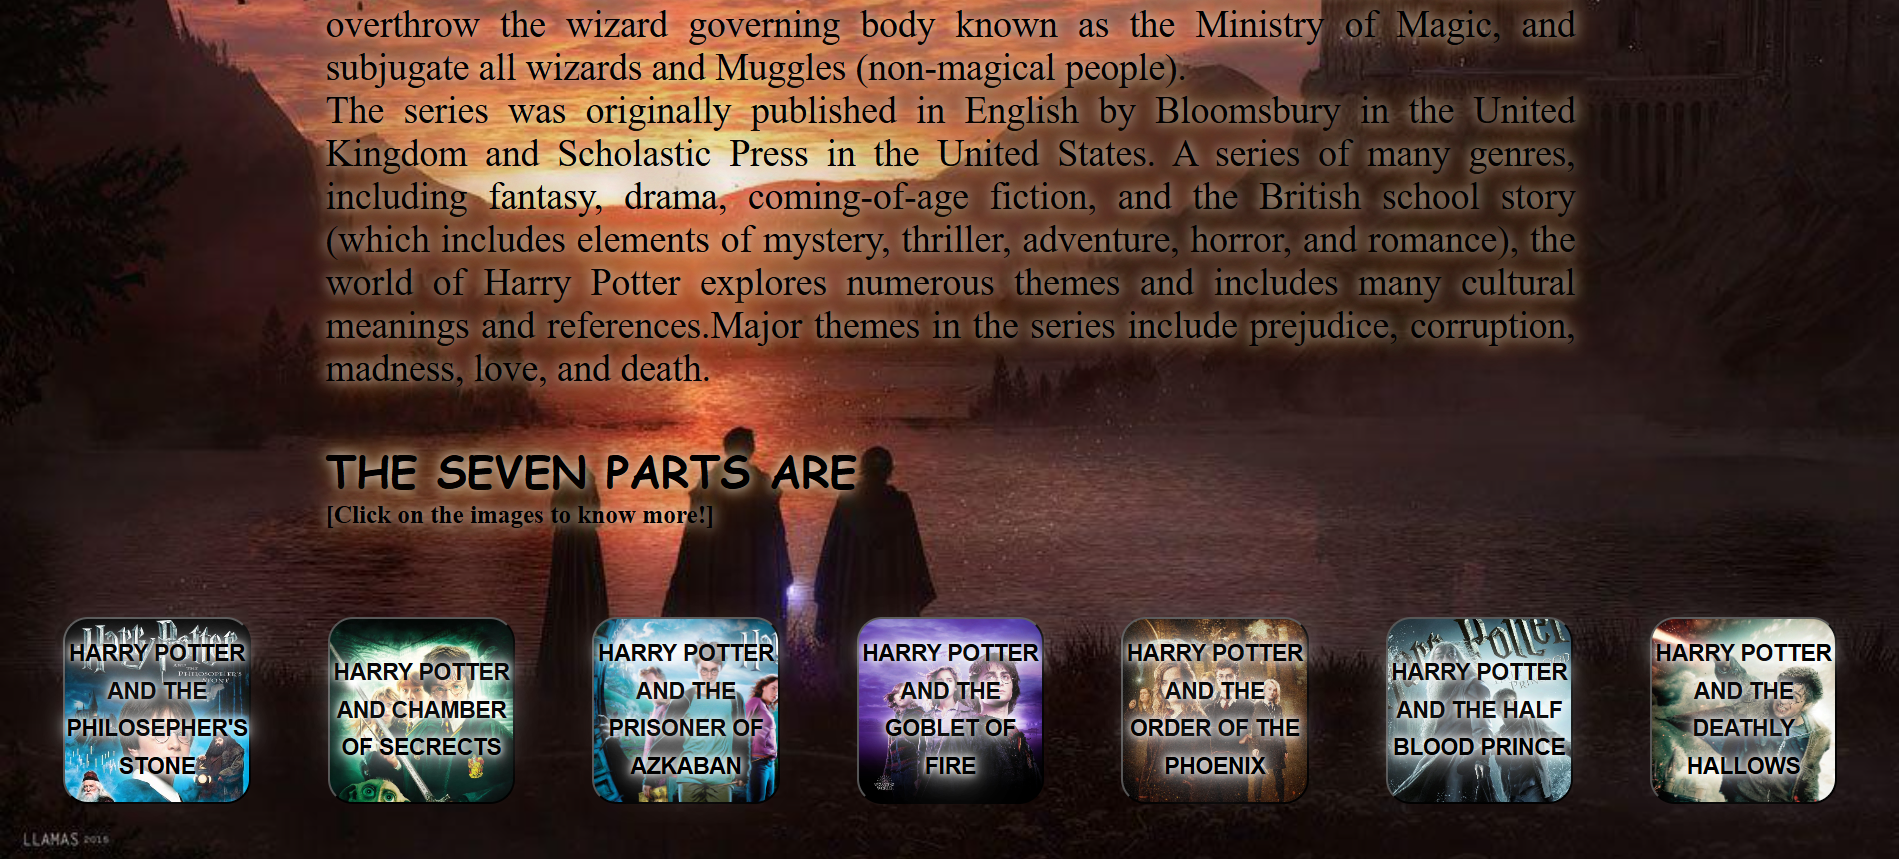 overthrow the wizard governing body known as the Ministry of Magic, and
subjugate all wizards and Muggles (non-magical people).
The series was originally published in English by Bloomsbury in the United
Kingdom and Scholastic Press in the United States. A series of many genres,
including fantasy, drama, coming-of-age fiction, and the British school story
(which includes elements of mystery, thriller, adventure, horror, and romance), the
world of Harry Potter explores numerous themes and includes many cultural
meanings and references.Major themes in the series include prejudice, corruption,
madness, love, and death.
THE SEVEN PARTS ARE
[Click on the images to know more!]
Harry Potter
AND THE
PHILOSOPHER'S
STONE
HARRY POTTER
AND THE
PHILOSEPHER'S
STONE
HARRY POTTER
AND CHAMBER
OF SECRECTS
HARRY POTTER
AND THE
PRISONER OF
AZKABAN
HARRY POTTER
AND THE
GOBLET OF
FIRE
HARRY POTTER
AND THE
ORDER OF THE
PHOENIX
HARRY POTTER
AND THE HALF
BLOOD PRINCE
HARRY POTTER
AND THE
DEATHLY
HALLOWS
LLAMAS 2016